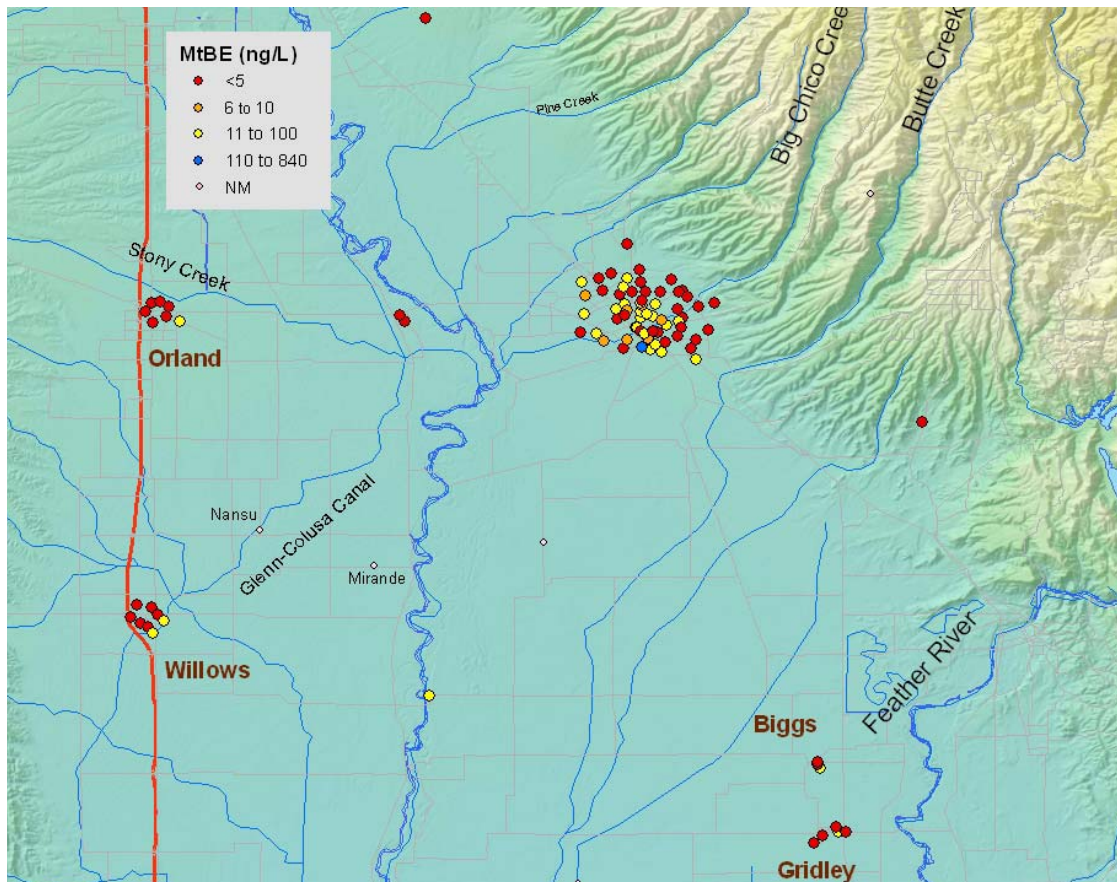 MtBE (ng/L)
<5
6 to 10
11 to 100
110 to 840
NM
Pine Creek
Big Chico Cree
Butte Creek
Stony Creek
Orland
Nansu
Glenn-Colusa Canal
Mirande
Willows
Feather River
Biggs
Gridley